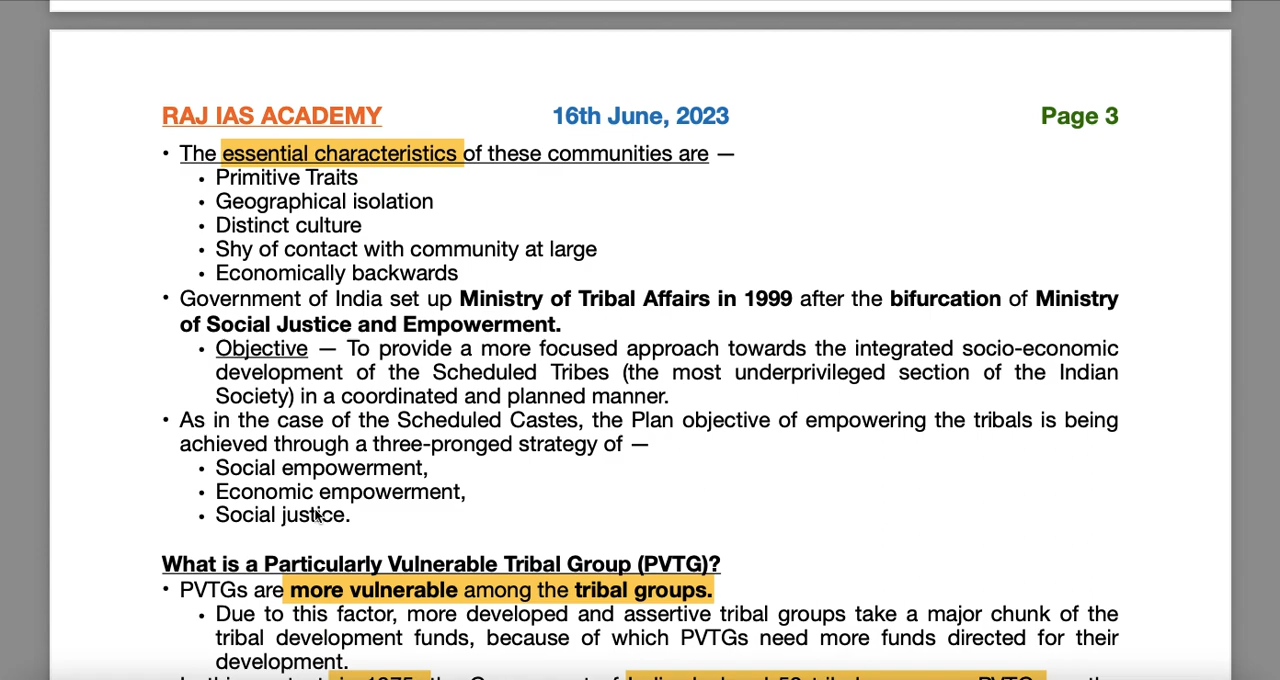 RAJ IAS ACADEMY 16th June, 2023 Page 3
• The essential characteristics of these communities are —
• Primitive Traits
• Geographical isolation
• Distinct culture
• Shy of contact with community at large
• Economically backwards
• Government of India set up Ministry of Tribal Affairs in 1999 after the bifurcation of Ministry
of Social Justice and Empowerment.
• Objective — To provide a more focused approach towards the integrated socio-economic
development of the Scheduled Tribes (the most underprivileged section of the Indian
Society) in a coordinated and planned manner.
• As in the case of the Scheduled Castes, the Plan objective of empowering the tribals is being
achieved through a three-pronged strategy of —
• Social empowerment,
• Economic empowerment,
• Social justice.
What is a Particularly Vulnerable Tribal Group (PVTG)?
• PVTGs are more vulnerable among the tribal groups.
• Due to this factor, more developed and assertive tribal groups take a major chunk of the
tribal development funds, because of which PVTGs need more funds directed for their
development.